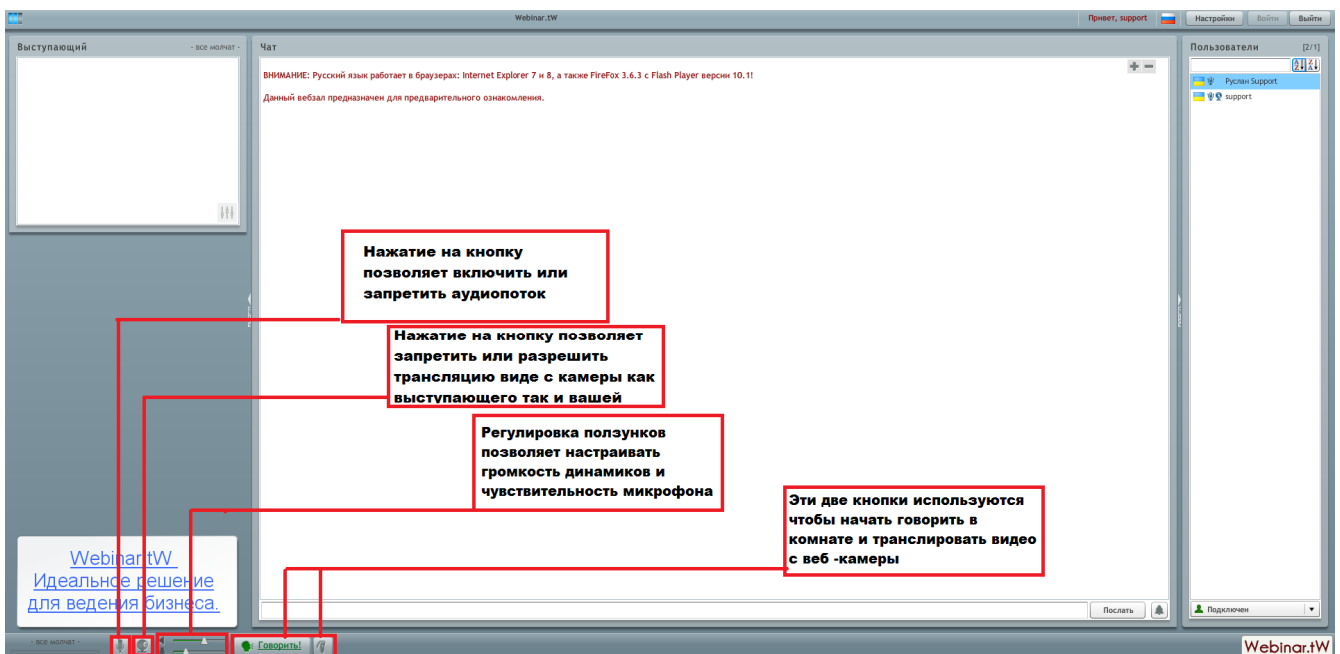 Webinar.tW
Привет, support
Настройки
Войти
Выйти
Выступающий
- все молчат -
Чат
ВНИМАНИЕ: Русский язык работает в браузерах: Internet Explorer 7 и 8, а также FireFox 3.6.3 с Flash Player версии 10.1!
Данный вебзал предназначен для предварительного ознакомления.
Пользователи
[2/1]
Руслан Support
support
Нажатие на кнопку
позволяет включить или
запретить аудиопоток
Нажатие на кнопку позволяет
запретить или разрешить
трансляцию виде с камеры как
выступающего так и вашей
Регулировка ползунков
позволяет настраивать
громкость динамиков и
чувствительность микрофона
Эти две кнопки используются
чтобы начать говорить в
комнате и транслировать видео
с веб -камеры
Webinar.tW
Идеальное решение
для ведения бизнеса.
Послать
Подключен
- все молчат -
Говорить!
Webinar.tW